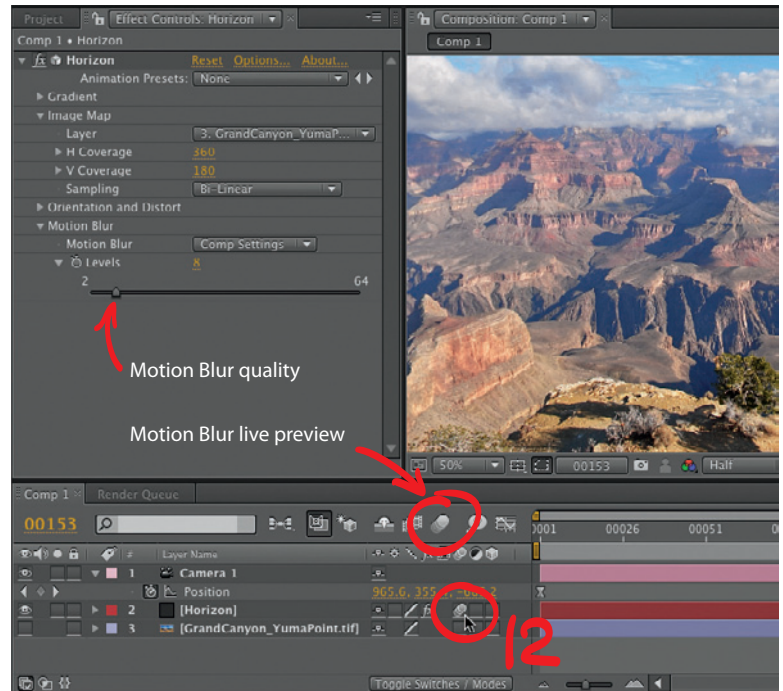 Project
Effect Controls: Horizon
Comp 1 • Horizon
fx Horizon Reset Options... About...
Animation Presets: None
Gradient
Image Map
Layer 3. GrandCanyon_YumaP...
H Coverage 360
V Coverage 180
Sampling Bi-Linear
Orientation and Distort
Motion Blur
Motion Blur Comp Settings
Levels 8
2 64
Motion Blur quality
Motion Blur live preview
Composition: Comp 1
Comp 1
50% 00153 Half
Comp 1 Render Queue
00153
0001 00026 00051
# Layer Name
1 Camera 1
Position 965.6, 355.
2 [Horizon]
3 [GrandCanyon_YumaPoint.tif]
12
Toggle Switches / Modes